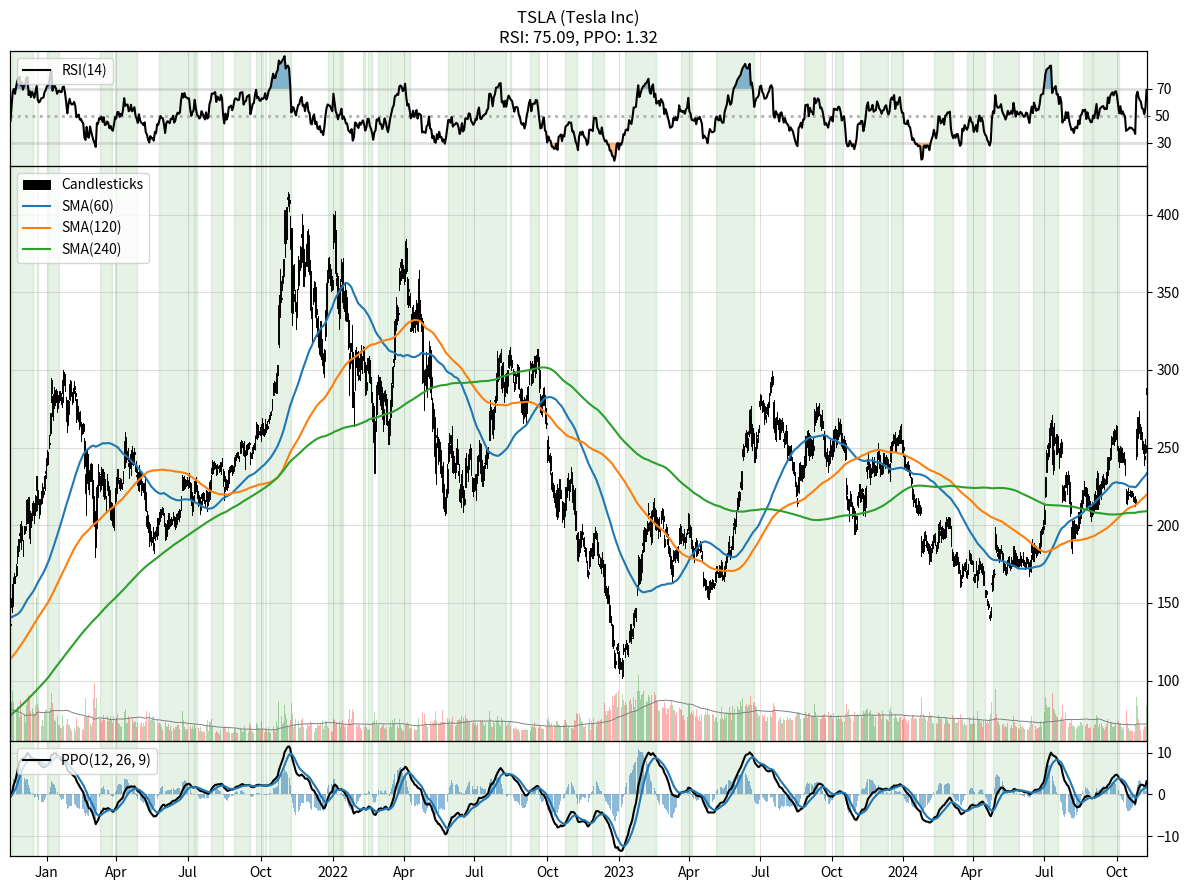 TSLA (Tesla Inc)
RSI: 75.09, PPO: 1.32
RSI(14)
70
50
30
Candlesticks
SMA(60)
SMA(120)
SMA(240)
400
350
300
250
200
150
100
PPO(12, 26, 9)
10
0
−10
Jan Apr Jul Oct 2022 Apr Jul Oct 2023 Apr Jul Oct 2024 Apr Jul Oct